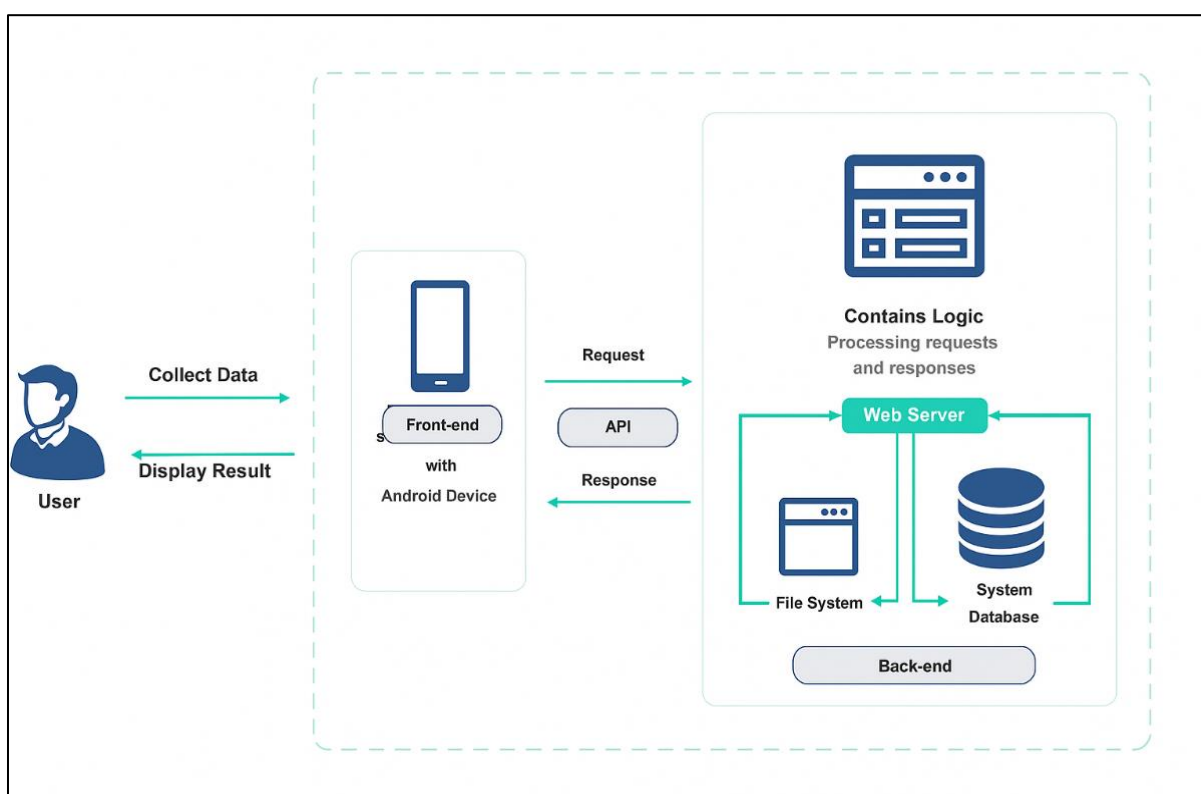 Contains Logic
Processing requests
and responses
Web Server
File System
System
Database
Back-end
Request
API
Response
s
Front-end
with
Android Device
Collect Data
Display Result
User